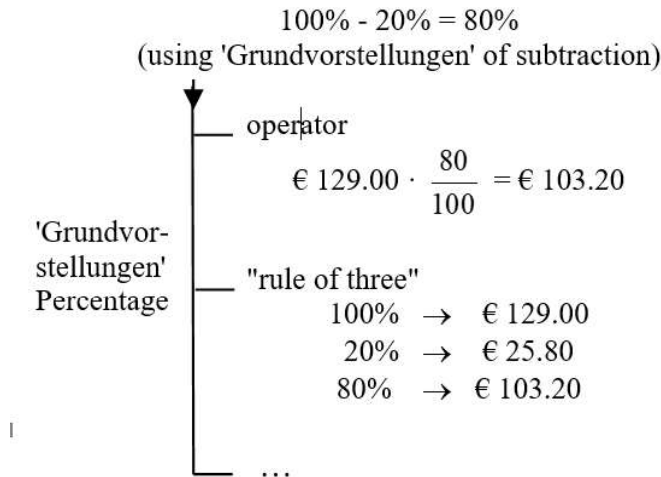 100% - 20% = 80%
(using 'Grundvorstellungen' of subtraction)
operator
€ 129.00 · 80/100 = € 103.20
'Grundvor-
stellungen'
Percentage
"rule of three"
100% → € 129.00
20% → € 25.80
80% → € 103.20
...